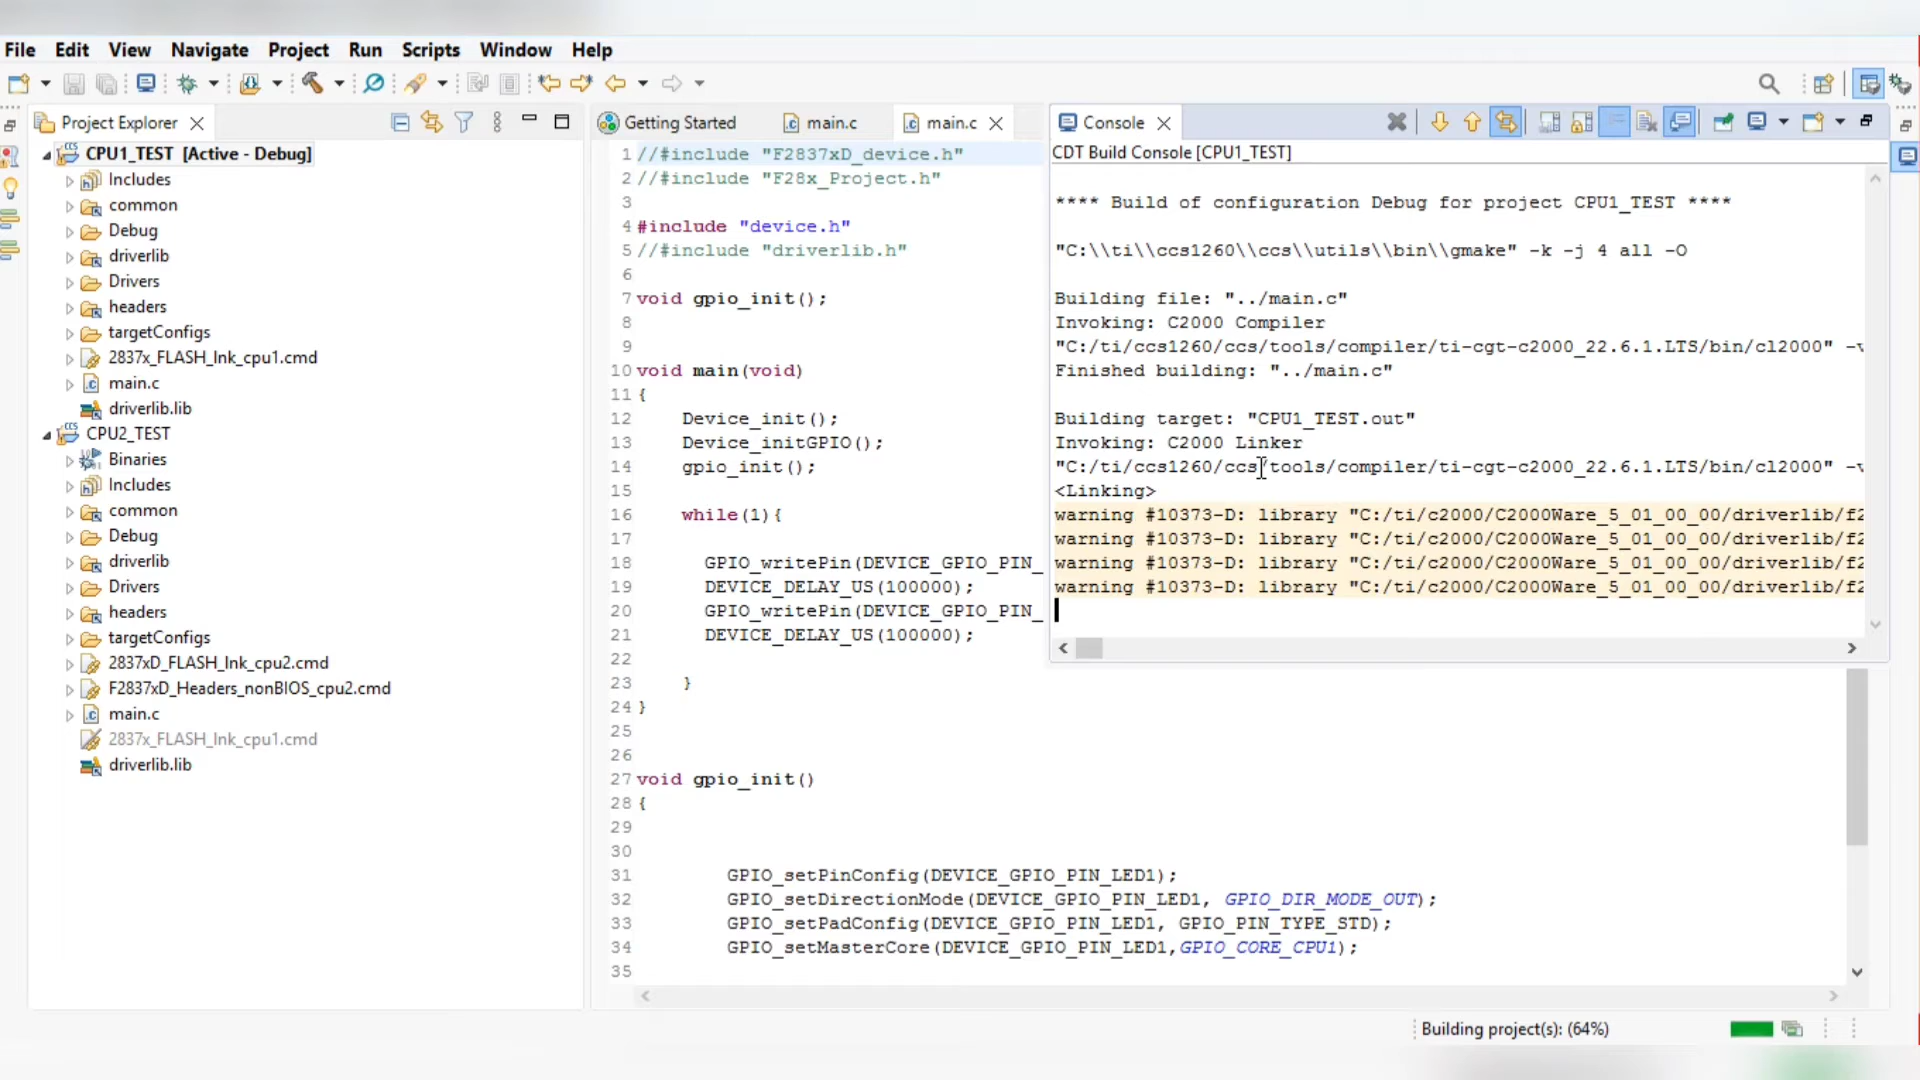 File Edit View Navigate Project Run Scripts Window Help
Project Explorer
CPU1_TEST [Active - Debug]
Includes
common
Debug
driverlib
Drivers
headers
targetConfigs
2837x_FLASH_lnk_cpu1.cmd
main.c
driverlib.lib
CPU2_TEST
Binaries
Includes
common
Debug
driverlib
Drivers
headers
targetConfigs
2837xD_FLASH_lnk_cpu2.cmd
F2837xD_Headers_nonBIOS_cpu2.cmd
main.c
2837x_FLASH_lnk_cpu1.cmd
driverlib.lib
Getting Started main.c main.c
1 //#include "F2837xD_device.h"
2 //#include "F28x_Project.h"
3
4 #include "device.h"
5 //#include "driverlib.h"
6
7 void gpio_init();
8
9
10 void main(void)
11 {
12 Device_init();
13 Device_initGPIO();
14 gpio_init();
15
16 while(1){
17
18 GPIO_writePin(DEVICE_GPIO_PIN_
19 DEVICE_DELAY_US(100000);
20 GPIO_writePin(DEVICE_GPIO_PIN_
21 DEVICE_DELAY_US(100000);
22
23 }
24 }
25
26
27 void gpio_init()
28 {
29
30
31 GPIO_setPinConfig(DEVICE_GPIO_PIN_LED1);
32 GPIO_setDirectionMode(DEVICE_GPIO_PIN_LED1, GPIO_DIR_MODE_OUT);
33 GPIO_setPadConfig(DEVICE_GPIO_PIN_LED1, GPIO_PIN_TYPE_STD);
34 GPIO_setMasterCore(DEVICE_GPIO_PIN_LED1,GPIO_CORE_CPU1);
35
Console
CDT Build Console [CPU1_TEST]
**** Build of configuration Debug for project CPU1_TEST ****
"C:\\ti\\ccs1260\\ccs\\utils\\bin\\gmake" -k -j 4 all -O
Building file: "../main.c"
Invoking: C2000 Compiler
"C:/ti/ccs1260/ccs/tools/compiler/ti-cgt-c2000_22.6.1.LTS/bin/cl2000" -v
Finished building: "../main.c"
Building target: "CPU1_TEST.out"
Invoking: C2000 Linker
"C:/ti/ccs1260/ccs/tools/compiler/ti-cgt-c2000_22.6.1.LTS/bin/cl2000" -v
<Linking>
warning #10373-D: library "C:/ti/c2000/C2000Ware_5_01_00_00/driverlib/f2
warning #10373-D: library "C:/ti/c2000/C2000Ware_5_01_00_00/driverlib/f2
warning #10373-D: library "C:/ti/c2000/C2000Ware_5_01_00_00/driverlib/f2
warning #10373-D: library "C:/ti/c2000/C2000Ware_5_01_00_00/driverlib/f2
Building project(s): (64%)